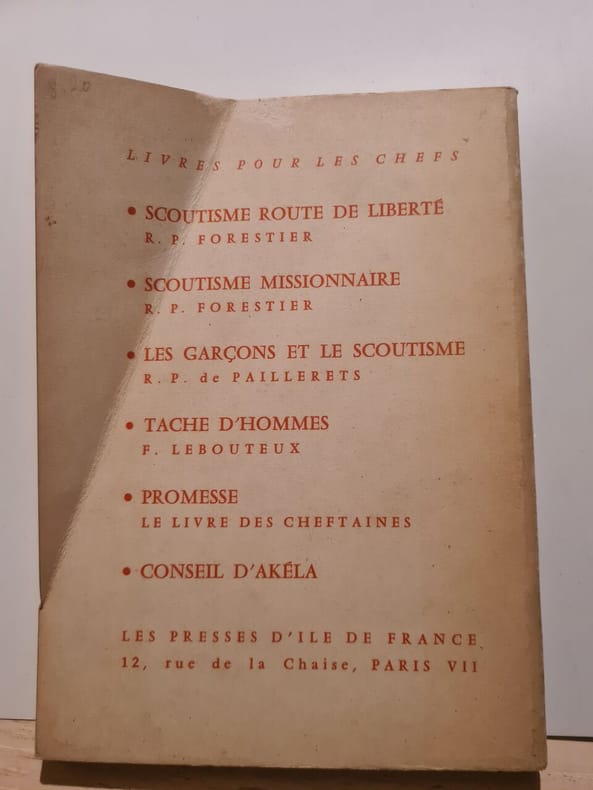 8.20
LIVRES POUR LES CHEFS
• SCOUTISME ROUTE DE LIBERTÉ
R. P. FORESTIER
• SCOUTISME MISSIONNAIRE
R. P. FORESTIER
• LES GARÇONS ET LE SCOUTISME
R. P. de PAILLERETS
• TACHE D'HOMMES
F. LEBOUTEUX
• PROMESSE
LE LIVRE DES CHEFTAINES
• CONSEIL D'AKÉLA
LES PRESSES D'ILE DE FRANCE
12, rue de la Chaise, PARIS VII